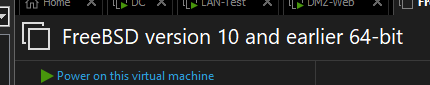 Home DC LAN-Test DMZ-Web
FreeBSD version 10 and earlier 64-bit
Power on this virtual machine